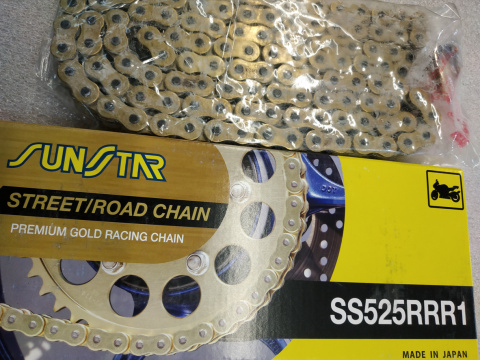 SUNSTAR
STREET/ROAD CHAIN
PREMIUM GOLD RACING CHAIN
SS525RRR1
MADE IN JAPAN